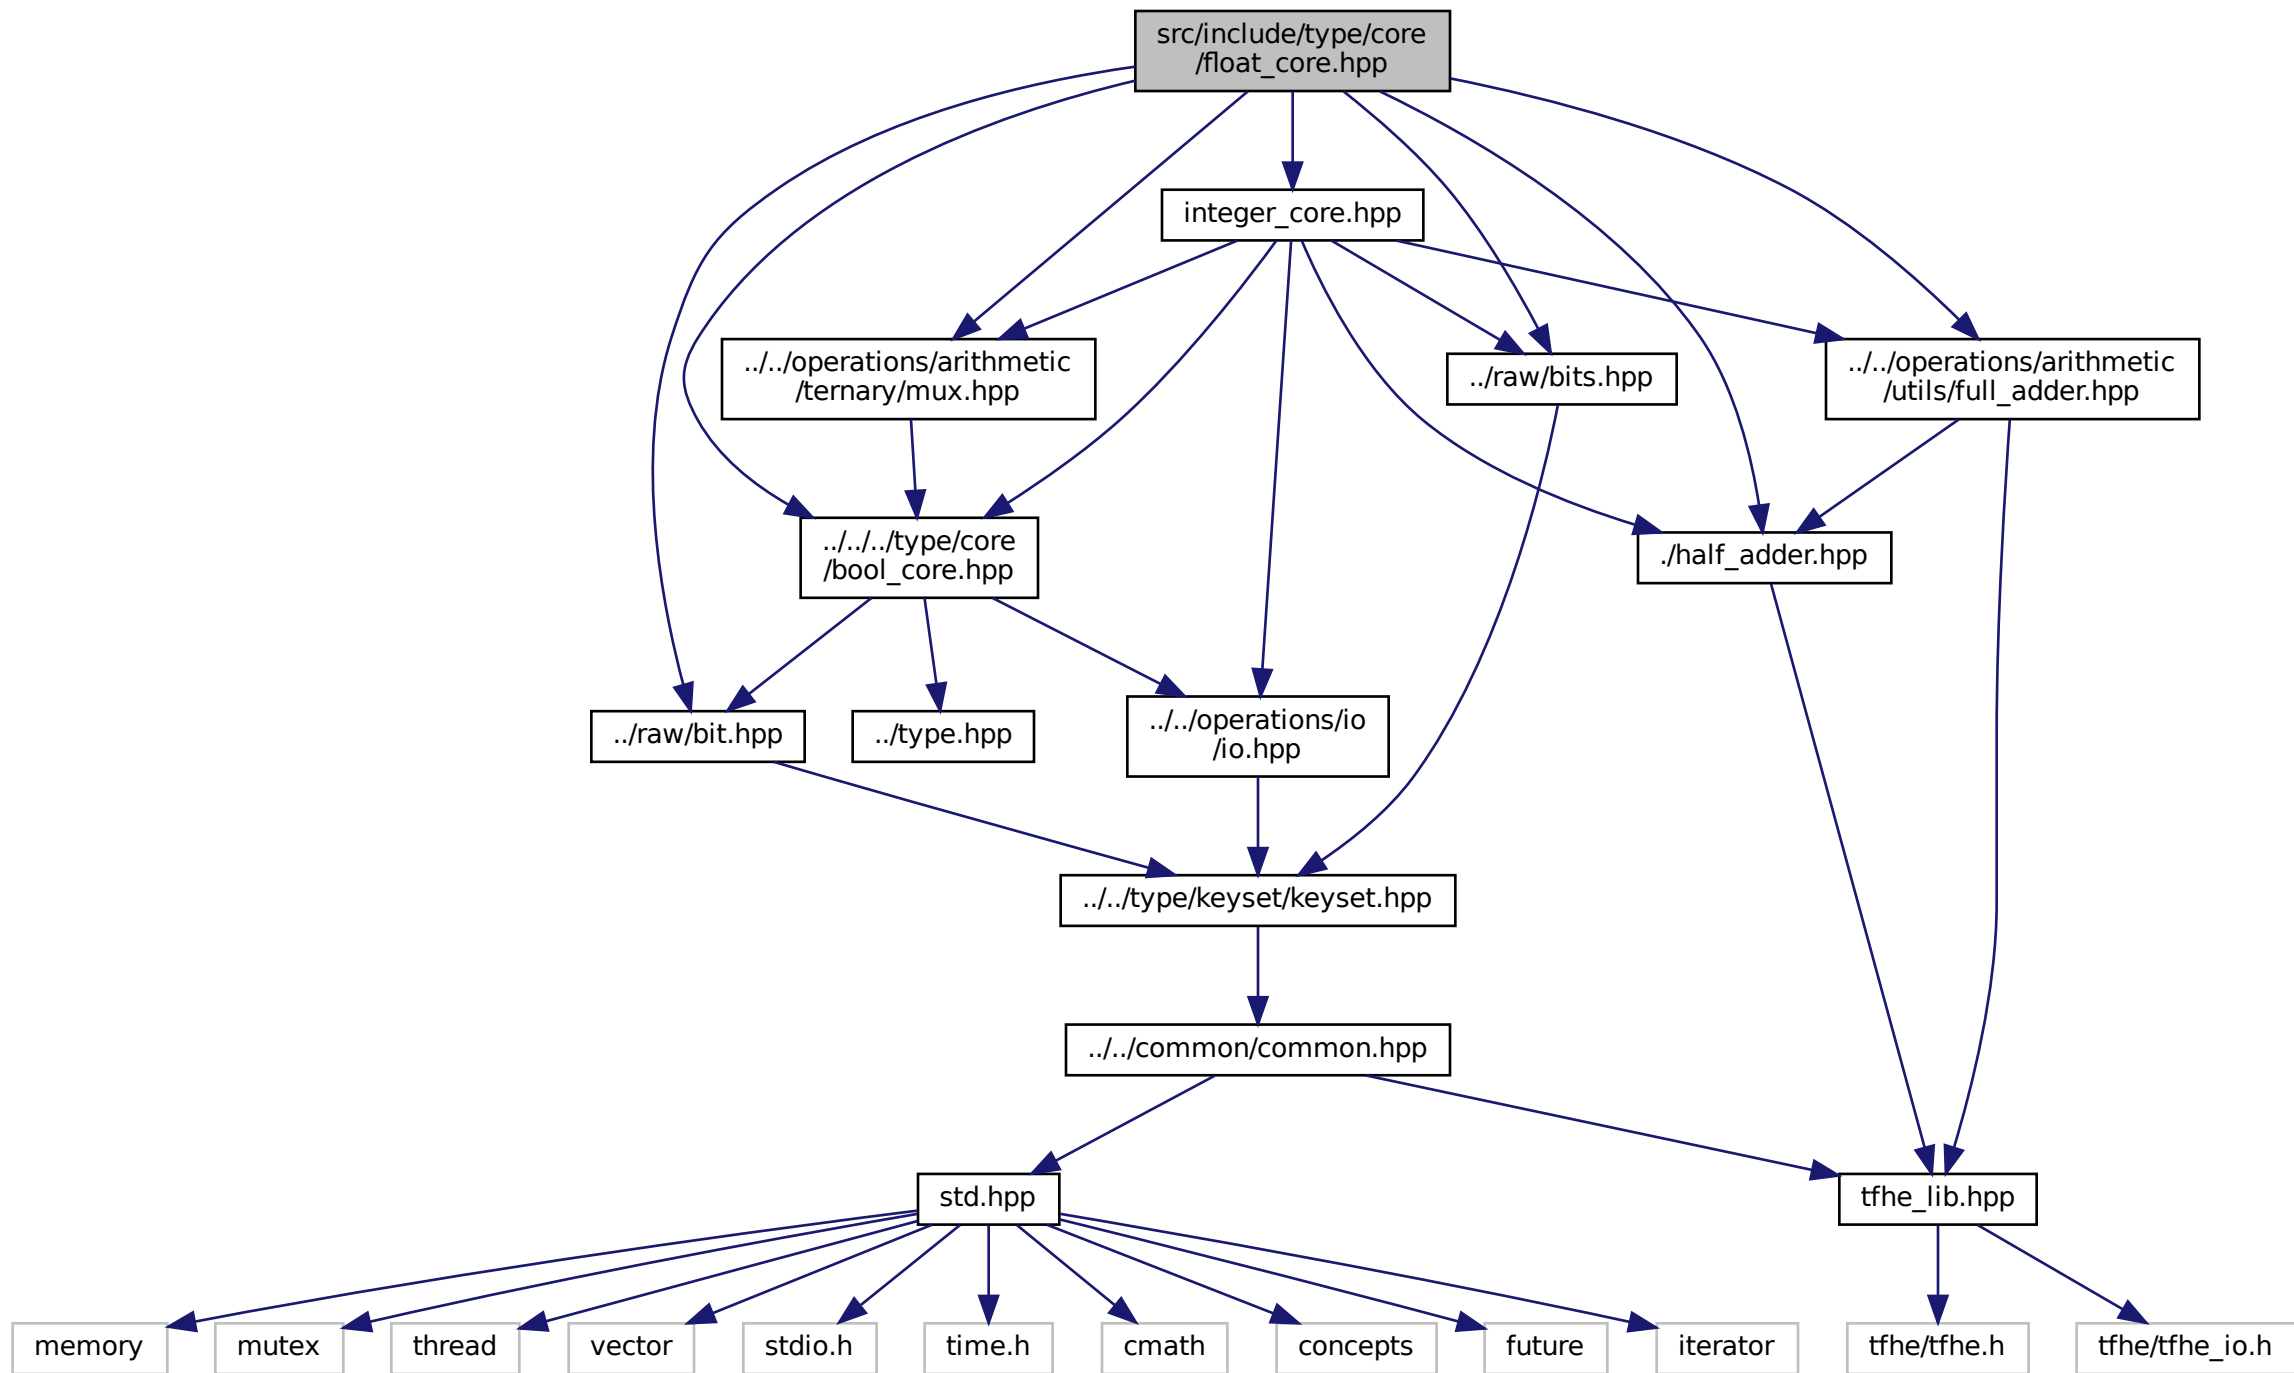 src/include/type/core
/float_core.hpp
integer_core.hpp
../../operations/arithmetic
/ternary/mux.hpp
../raw/bits.hpp
../../operations/arithmetic
/utils/full_adder.hpp
../../../type/core
/bool_core.hpp
./half_adder.hpp
../raw/bit.hpp
../type.hpp
../../operations/io
/io.hpp
../../type/keyset/keyset.hpp
../../common/common.hpp
std.hpp
tfhe_lib.hpp
memory
mutex
thread
vector
stdio.h
time.h
cmath
concepts
future
iterator
tfhe/tfhe.h
tfhe/tfhe_io.h